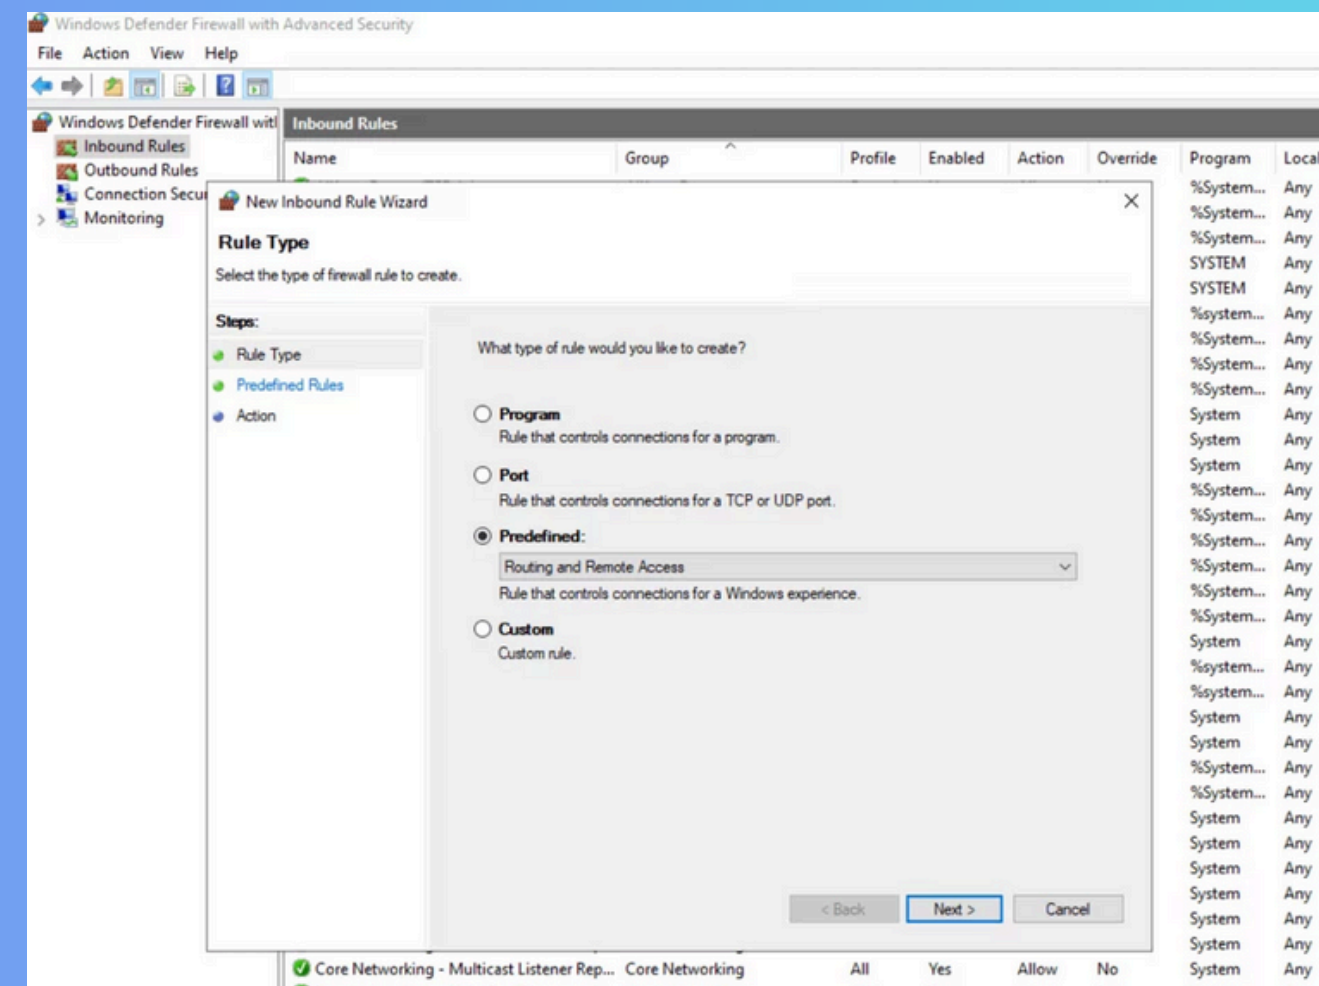 Windows Defender Firewall with Advanced Security
File Action View Help
Windows Defender Firewall witl
Inbound Rules
Outbound Rules
Connection Secur
Monitoring
Inbound Rules
Name Group Profile Enabled Action Override Program Local
New Inbound Rule Wizard
Rule Type
Select the type of firewall rule to create.
Steps:
Rule Type
Predefined Rules
Action
What type of rule would you like to create?
Program
Rule that controls connections for a program.
Port
Rule that controls connections for a TCP or UDP port.
Predefined:
Routing and Remote Access
Rule that controls connections for a Windows experience.
Custom
Custom rule.
< Back Next > Cancel
%System... Any
%System... Any
%System... Any
SYSTEM Any
SYSTEM Any
%system... Any
%System... Any
%System... Any
%System... Any
System Any
System Any
System Any
%System... Any
%System... Any
%System... Any
%System... Any
%System... Any
%System... Any
System Any
%system... Any
%system... Any
System Any
System Any
%System... Any
%System... Any
System Any
System Any
System Any
System Any
System Any
System Any
Core Networking - Multicast Listener Rep... Core Networking All Yes Allow No System Any